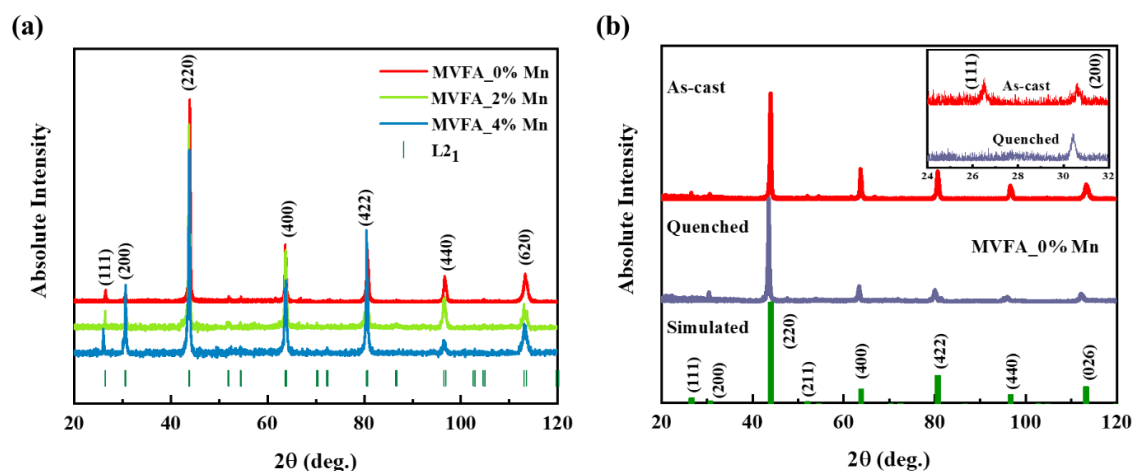 (a)
Absolute Intensity
(220)
MVFA_0% Mn
MVFA_2% Mn
MVFA_4% Mn
L2₁
(111)
(200)
(400)
(422)
(440)
(620)
20 40 60 80 100 120
2θ (deg.)
(b)
Absolute Intensity
As-cast
(111)
As-cast
(200)
Quenched
24 26 28 30 32
Quenched
MVFA_0% Mn
Simulated
(111)
(200)
(220)
(211)
(400)
(422)
(440)
(026)
20 40 60 80 100 120
2θ (deg.)